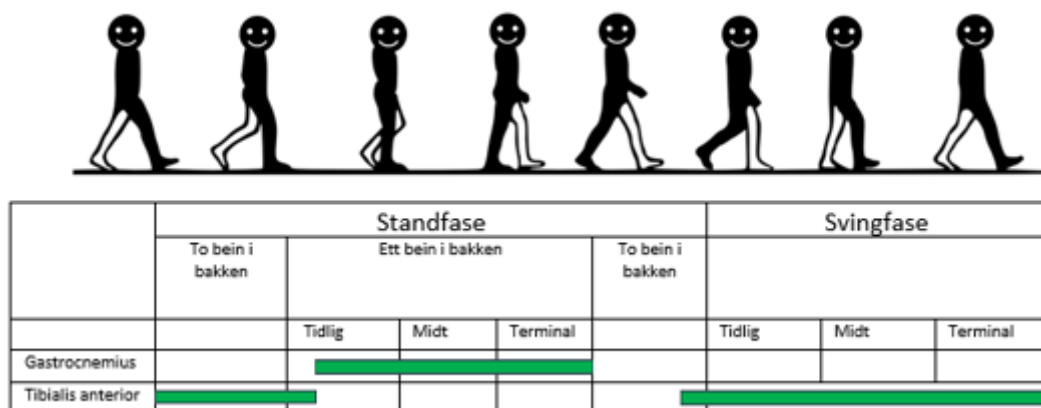 Standfase Svingfase
To bein i bakken Ett bein i bakken To bein i bakken
Tidlig Midt Terminal Tidlig Midt Terminal
Gastrocnemius
Tibialis anterior